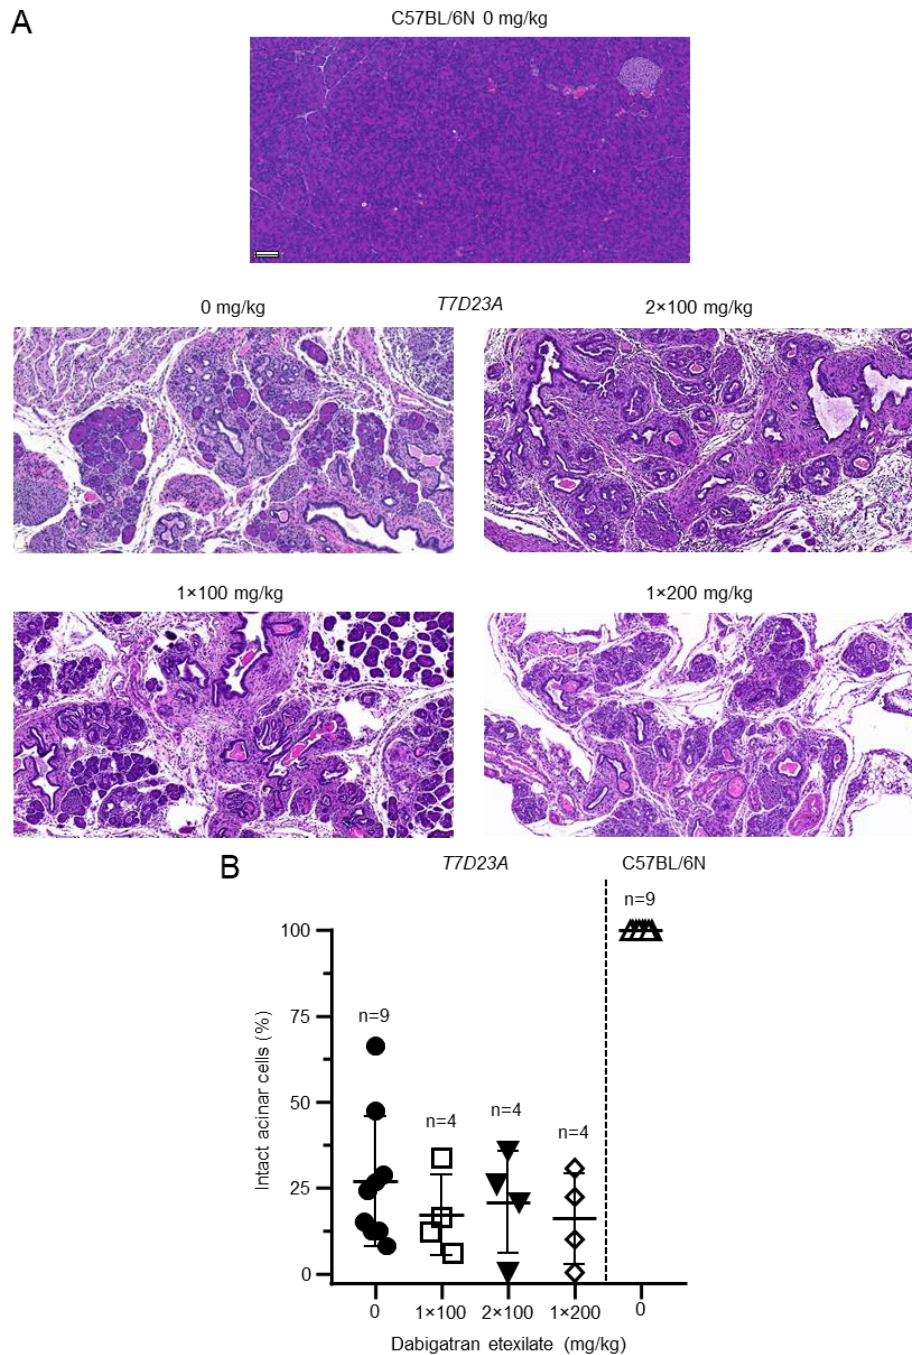 A
C57BL/6N 0 mg/kg
0 mg/kg
T7D23A
2×100 mg/kg
1×100 mg/kg
1×200 mg/kg
B
T7D23A
C57BL/6N
n=9
100
n=9
75
Intact acinar cells (%)
50
n=4
n=4
n=4
25
0
0
1×100
2×100
1×200
0
Dabigatran etexilate (mg/kg)